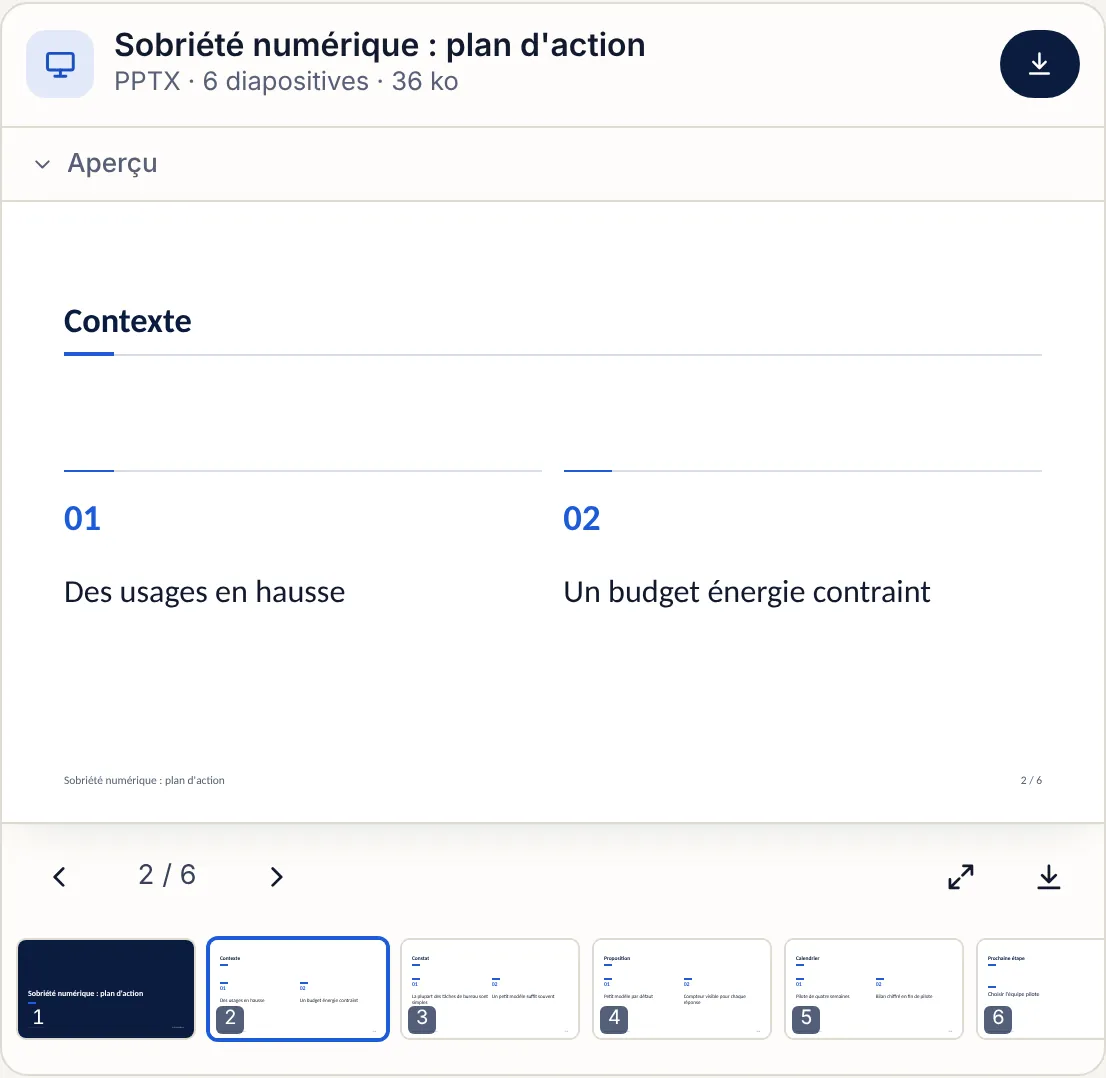 Sobriété numérique : plan d'action
PPTX · 6 diapositives · 36 ko
Aperçu
Contexte
01
02
Des usages en hausse
Un budget énergie contraint
Sobriété numérique : plan d'action
2 / 6
2 / 6
Sobriété numérique : plan d'action
1
Contexte
01
02
Des usages en hausse
Un budget énergie contraint
2
Constat
01
02
La plupart des tâches de bureau sont simples
Un petit modèle suffit souvent
3
Proposition
01
02
Petit modèle par défaut
Compteur visible pour chaque réponse
4
Calendrier
01
02
Pilote de quatre semaines
Bilan chiffré en fin de pilote
5
Prochaine étape
Choisir l'équipe pilote
6